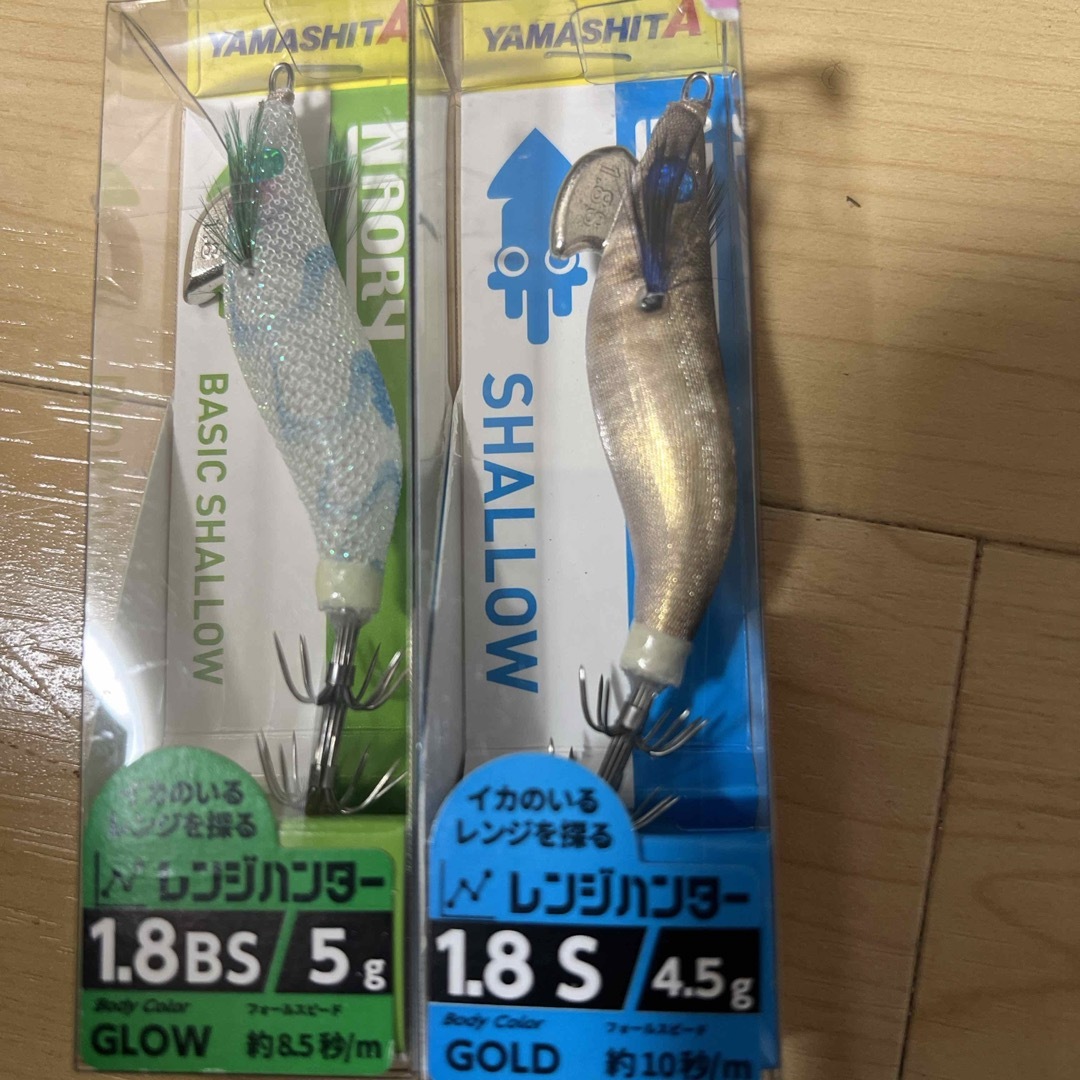 YAMASHITA
NAORY
BASIC SHALLOW
イカのいる
レンジを探る
レンジハンター
1.8BS/5g
Body Color
フォールスピード
GLOW
約8.5秒/m
YAMASHITA
1.8S
SHALLOW
イカのいる
レンジを探る
レンジハンター
1.8 S/4.5g
Body Color
フォールスピード
GOLD
約10秒/m